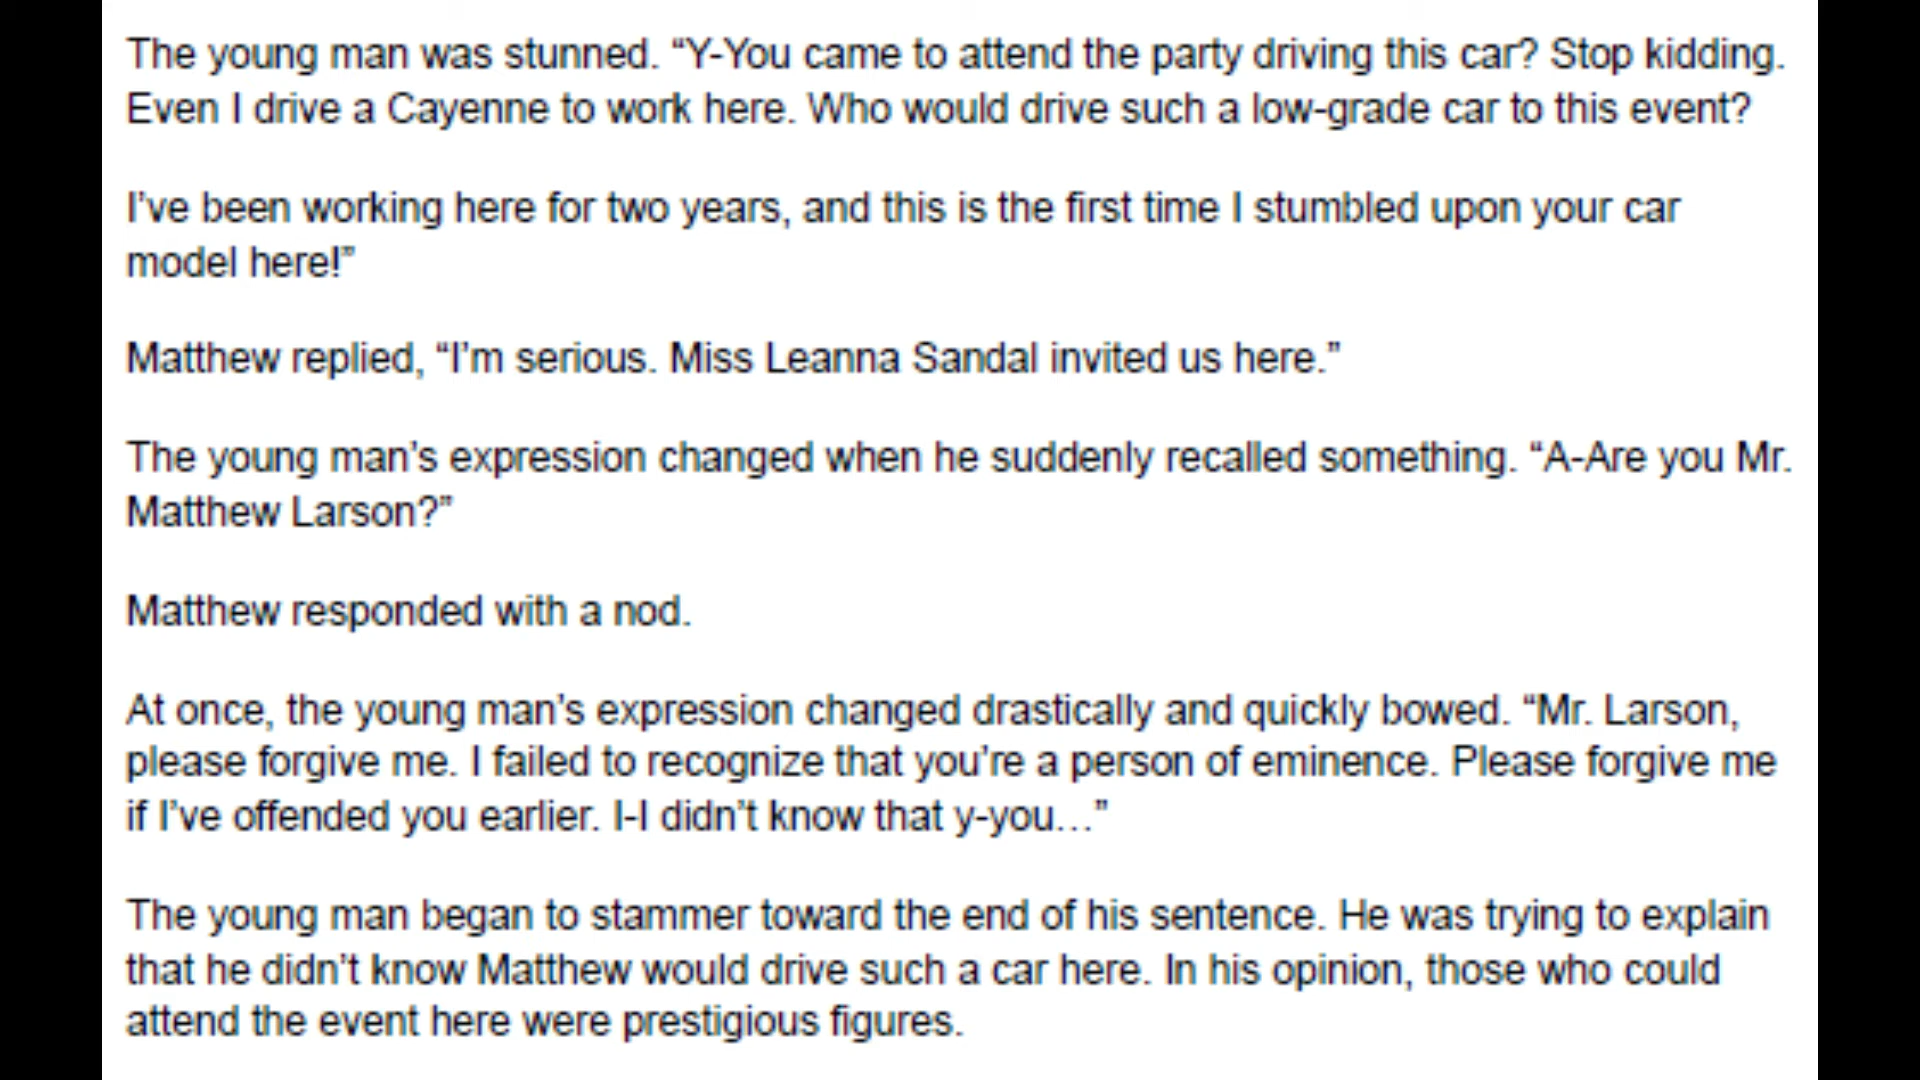 The young man was stunned. “Y-You came to attend the party driving this car? Stop kidding.
Even I drive a Cayenne to work here. Who would drive such a low-grade car to this event?
I’ve been working here for two years, and this is the first time I stumbled upon your car
model here!”
Matthew replied, “I’m serious. Miss Leanna Sandal invited us here.”
The young man’s expression changed when he suddenly recalled something. “A-Are you Mr.
Matthew Larson?”
Matthew responded with a nod.
At once, the young man’s expression changed drastically and quickly bowed. “Mr. Larson,
please forgive me. I failed to recognize that you’re a person of eminence. Please forgive me
if I’ve offended you earlier. I-I didn’t know that y-you…”
The young man began to stammer toward the end of his sentence. He was trying to explain
that he didn’t know Matthew would drive such a car here. In his opinion, those who could
attend the event here were prestigious figures.